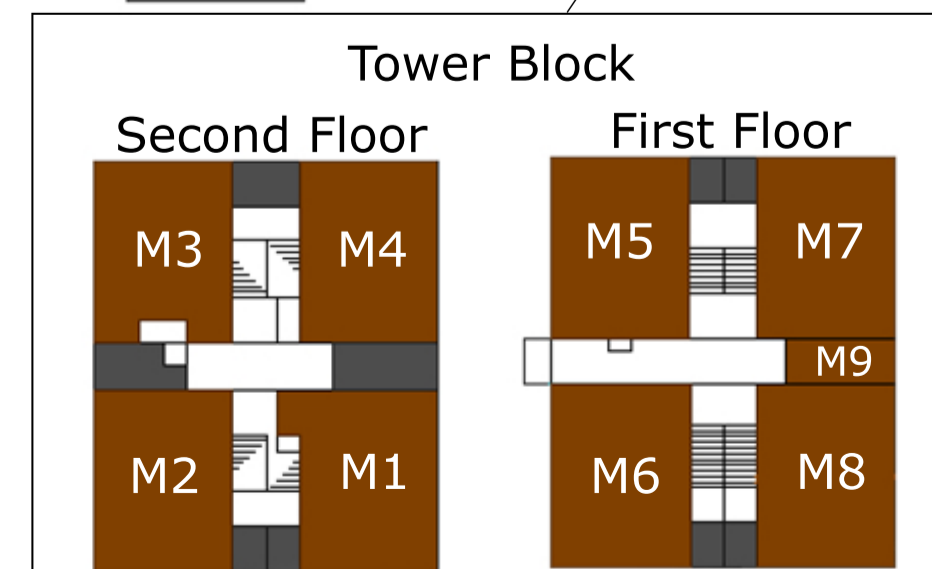 Tower Block
Second Floor
First Floor
M3
M4
M2
M1
M5
M7
M9
M6
M8